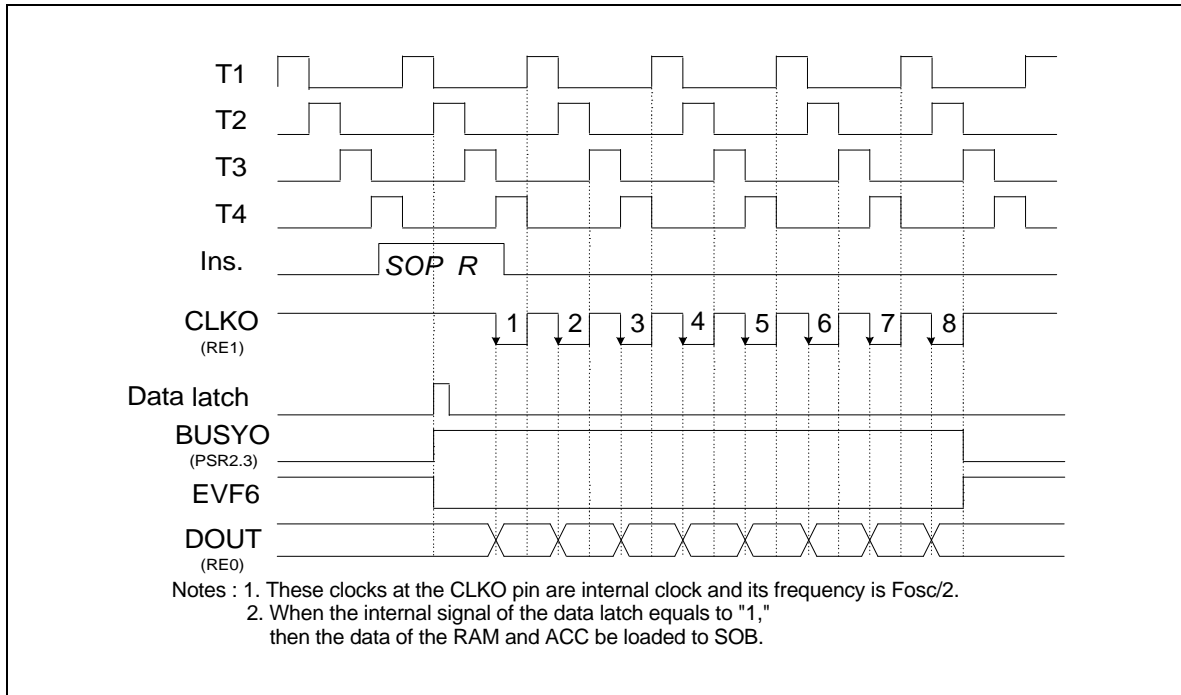 T1
T2
T3
T4
Ins.
SOP R
CLKO
(RE1)
1 2 3 4 5 6 7 8
Data latch
BUSYO
(PSR2.3)
EVF6
DOUT
(RE0)
Notes : 1. These clocks at the CLKO pin are internal clock and its frequency is Fosc/2.
2. When the internal signal of the data latch equals to "1,"
then the data of the RAM and ACC be loaded to SOB.